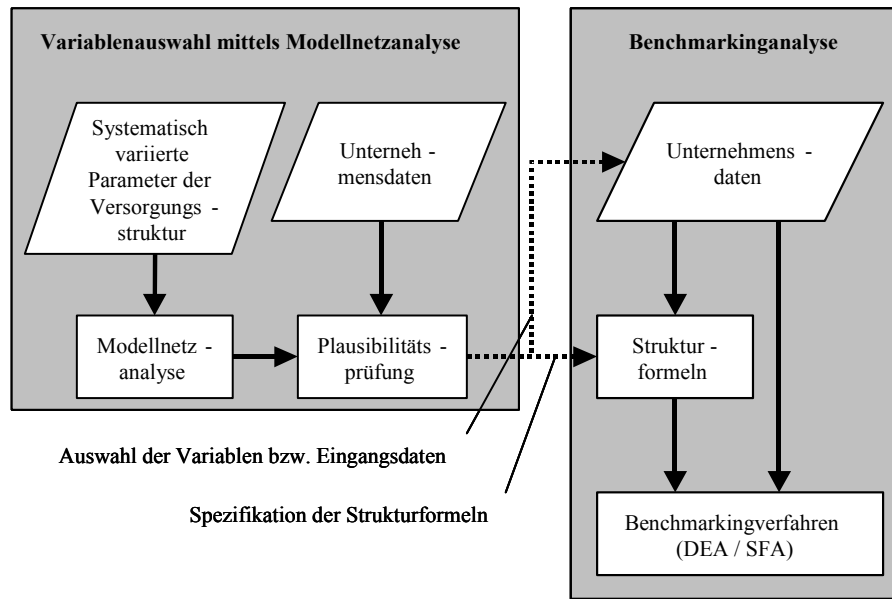 Variablenauswahl mittels Modellnetzanalyse
Systematisch
variierte
Parameter der
Versorgungs -
struktur
Unterneh -
mensdaten
Modellnetz -
analyse
Plausibilitäts -
prüfung
Auswahl der Variablen bzw. Eingangsdaten
Spezifikation der Strukturformeln
Benchmarkinganalyse
Unternehmens -
daten
Struktur -
formeln
Benchmarkingverfahren
(DEA / SFA)